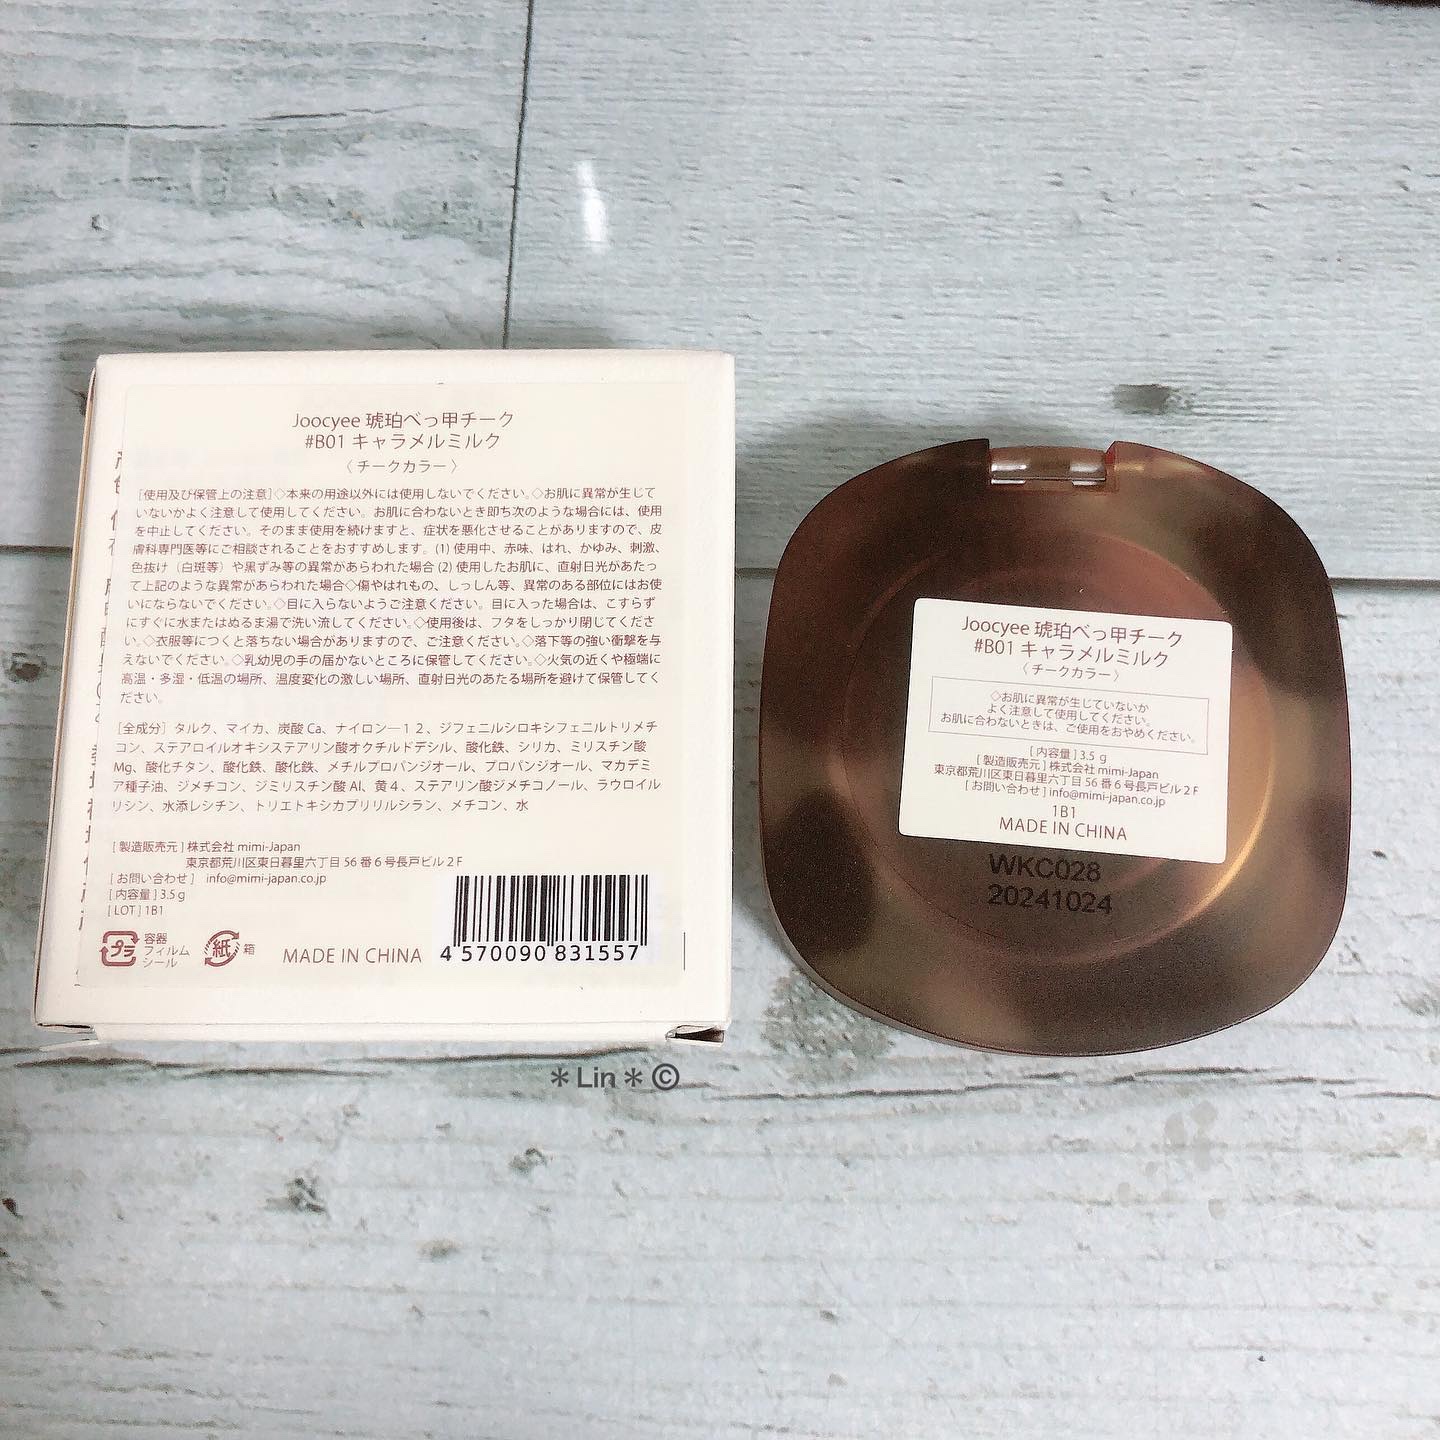 Joocyee 琥珀べっ甲チーク
#B01 キャラメルミルク
〈 チークカラー 〉
[使用及び保管上の注意]◇本来の用途以外には使用しないでください。◇お肌に異常が生じて
いないかよく注意して使用してください。お肌に合わないとき即ち次のような場合には、使用
を中止してください。そのまま使用を続けますと、症状を悪化させることがありますので、皮
膚科専門医等にご相談されることをおすすめします。(1) 使用中、赤味、はれ、かゆみ、刺激、
色抜け（白斑等）や黒ずみ等の異常があらわれた場合 (2) 使用したお肌に、直射日光があたっ
て上記のような異常があらわれた場合◇傷やはれもの、しっしん等、異常のある部位にはお使
いにならないでください。◇目に入らないようご注意ください。目に入った場合は、こすらず
にすぐに水またはぬるま湯で洗い流してください。◇使用後は、フタをしっかり閉じてくださ
い。◇衣服等につくと落ちない場合がありますので、ご注意ください。◇落下等の強い衝撃を与
えないでください。◇乳幼児の手の届かないところに保管してください。◇火気の近くや極端に
高温・多湿・低温の場所、温度変化の激しい場所、直射日光のあたる場所を避けて保管してく
ださい。
[全成分] タルク、マイカ、炭酸 Ca、ナイロン－１２、ジフェニルシロキシフェニルトリメチ
コン、ステアロイルオキシステアリン酸オクチルドデシル、酸化鉄、シリカ、ミリスチン酸
Mg、酸化チタン、酸化鉄、酸化鉄、メチルプロパンジオール、プロパンジオール、マカデミ
ア種子油、ジメチコン、ジミリスチン酸 Al、黄４、ステアリン酸ジメチコノール、ラウロイル
リシン、水添レシチン、トリエトキシカプリリルシラン、メチコン、水
[ 製造販売元 ] 株式会社 mimi-Japan
東京都荒川区東日暮里六丁目 56 番 6 号長戸ビル 2 F
[ お問い合わせ ] info@mimi-japan.co.jp
[ 内容量 ] 3.5 g
[ LOT ] 1B1
プラ 容器
フィルム
シール
紙 箱
MADE IN CHINA
4 570090 831557
Joocyee 琥珀べっ甲チーク
#B01 キャラメルミルク
〈 チークカラー 〉
◇お肌に異常が生じていないか
よく注意して使用してください。
お肌に合わないときは、ご使用をおやめください。
[ 内容量 ] 3.5 g
[ 製造販売元 ] 株式会社 mimi-Japan
東京都荒川区東日暮里六丁目 56 番 6 号長戸ビル 2 F
[ お問い合わせ ] info@mimi-japan.co.jp
1B1
MADE IN CHINA
WKC028
20241024
＊Lin＊©